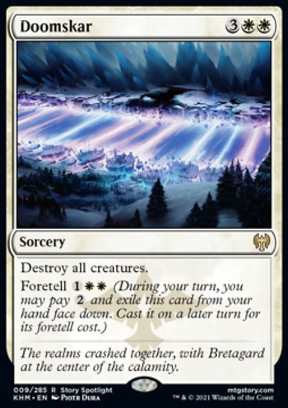 Doomskar 3
Sorcery
Destroy all creatures.
Foretell 1 (During your turn, you
may pay 2 and exile this card from your
hand face down. Cast it on a later turn for
its foretell cost.)
The realms crashed together, with Bretagard
at the center of the calamity.
009/285 R Story Spotlight mtgstory.com
KHM • EN Piotr Dura ™ & © 2021 Wizards of the Coast